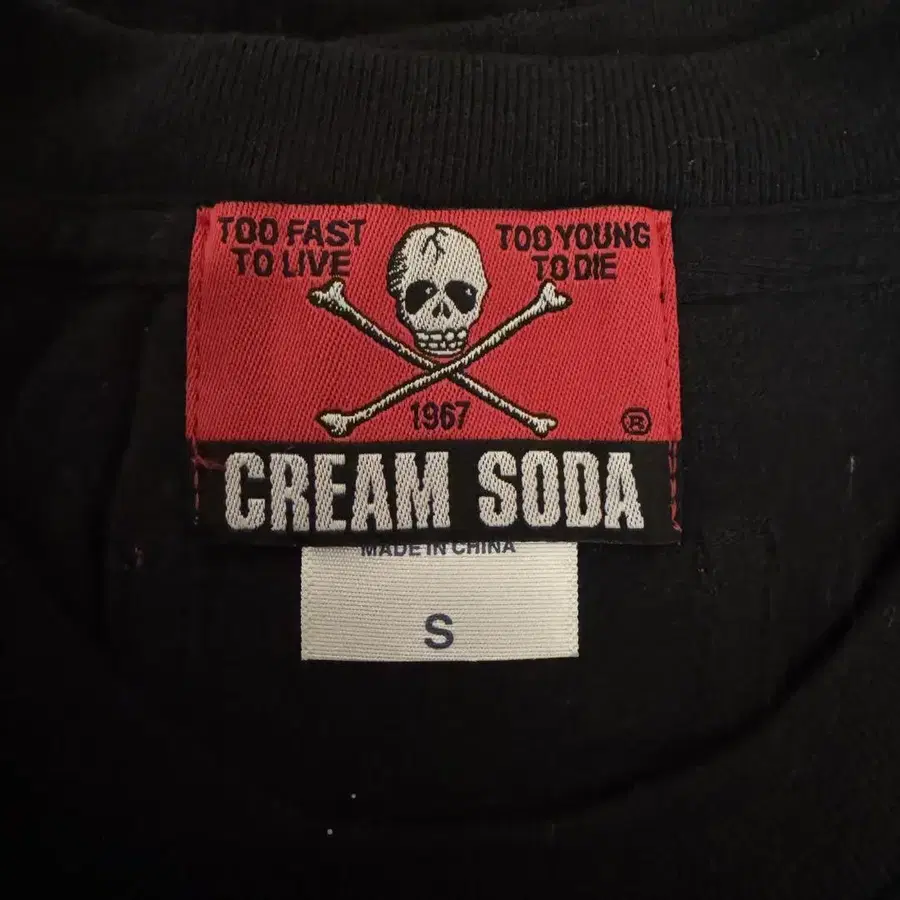 TOO FAST
TO LIVE
TOO YOUNG
TO DIE
1967
®
CREAM SODA
MADE IN CHINA
S